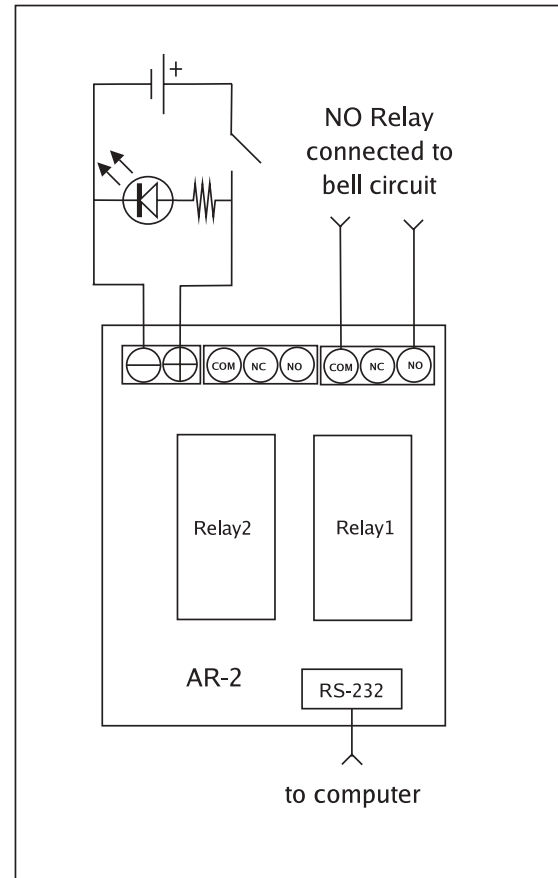 +
NO Relay
connected to
bell circuit
COM NC NO COM NC NO
Relay2 Relay1
AR-2
RS-232
to computer